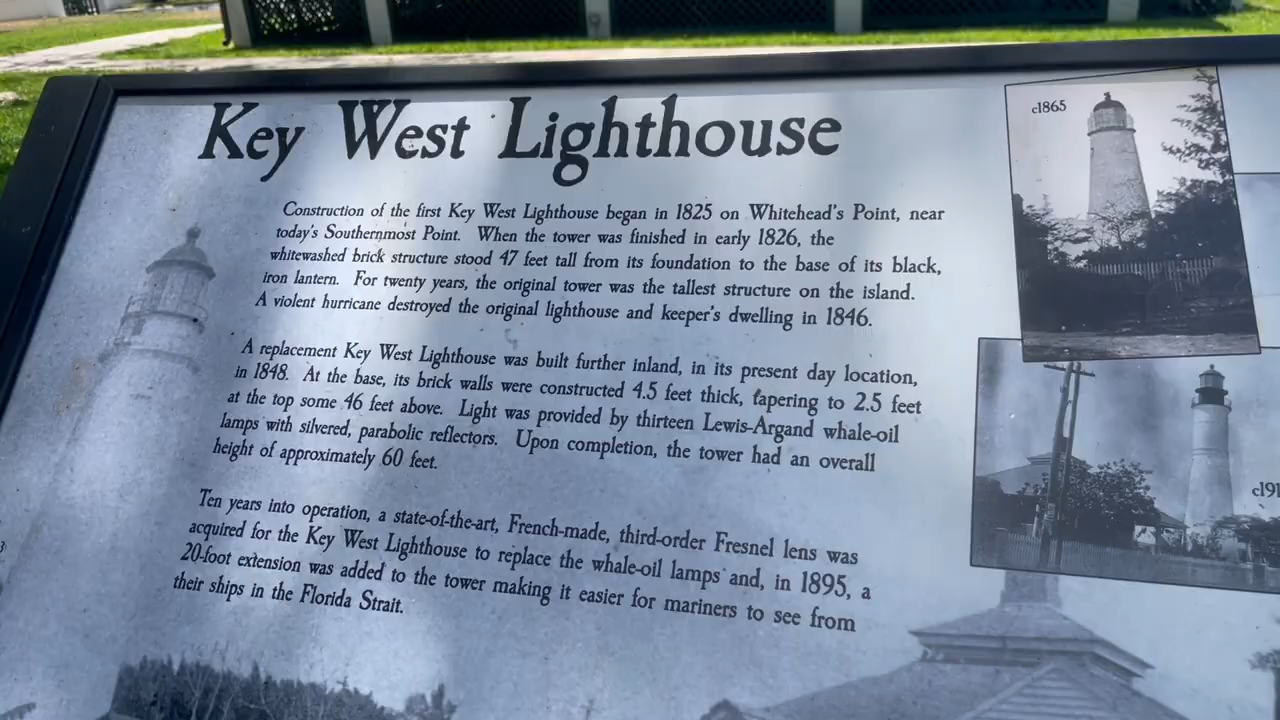 Key West Lighthouse
c1865
Construction of the first Key West Lighthouse began in 1825 on Whitehead's Point, near
today's Southernmost Point. When the tower was finished in early 1826, the
whitewashed brick structure stood 47 feet tall from its foundation to the base of its black,
iron lantern. For twenty years, the original tower was the tallest structure on the island.
A violent hurricane destroyed the original lighthouse and keeper's dwelling in 1846.
A replacement Key West Lighthouse was built further inland, in its present day location,
in 1848. At the base, its brick walls were constructed 4.5 feet thick, tapering to 2.5 feet
at the top some 46 feet above. Light was provided by thirteen Lewis-Argand whale-oil
lamps with silvered, parabolic reflectors. Upon completion, the tower had an overall
height of approximately 60 feet.
Ten years into operation, a state-of-the-art, French-made, third-order Fresnel lens was
acquired for the Key West Lighthouse to replace the whale-oil lamps and, in 1895, a
20-foot extension was added to the tower making it easier for mariners to see from
their ships in the Florida Strait.